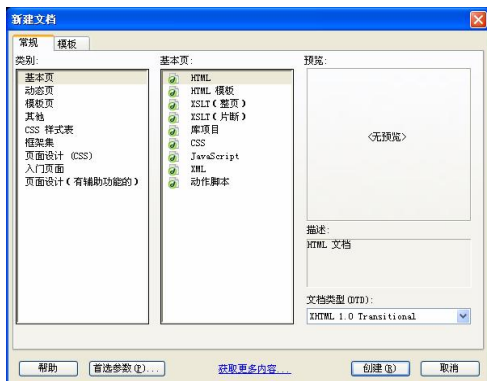 新建文档
常规 模板
类别:
基本页
动态页
模板页
其他
CSS 样式表
框架集
页面设计 (CSS)
入门页面
页面设计(有辅助功能的)
基本页:
HTML
HTML 模板
XSLT(整页)
XSLT(片断)
库项目
CSS
JavaScript
XML
动作脚本
预览:
<无预览>
描述:
HTML 文档
文档类型(DTD):
XHTML 1.0 Transitional
帮助 首选参数(P)... 获取更多内容... 创建(R) 取消